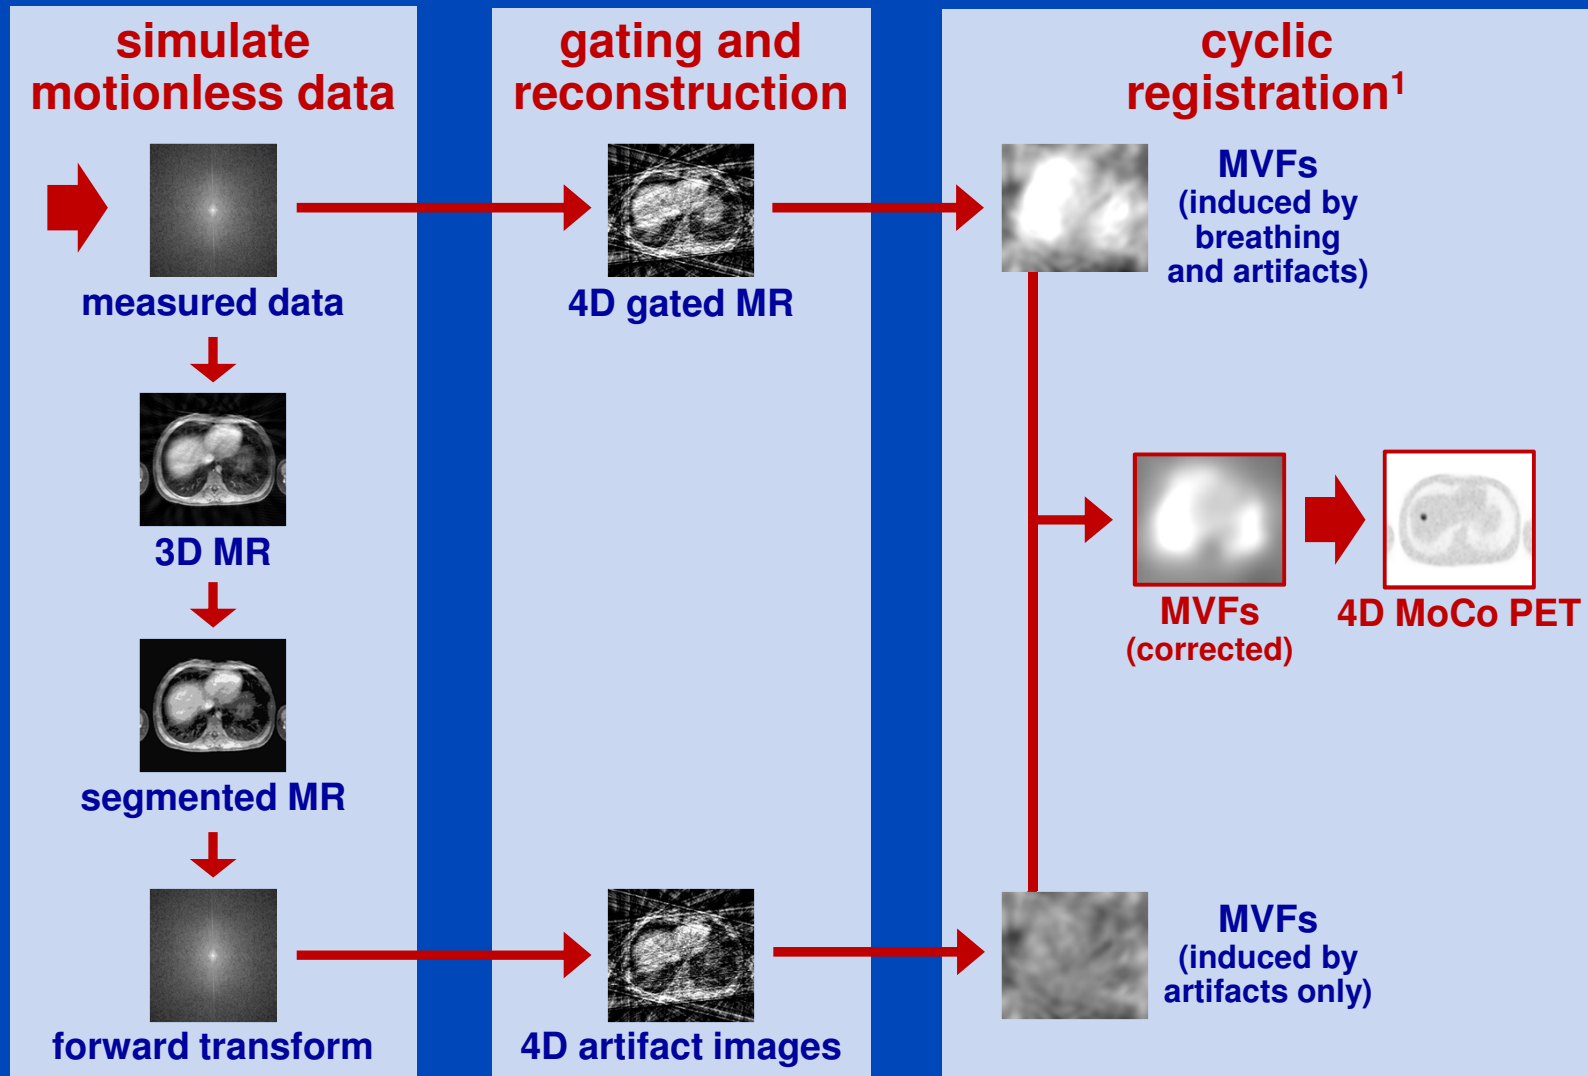 simulate
motionless data
measured data
3D MR
segmented MR
forward transform
gating and
reconstruction
4D gated MR
4D artifact images
cyclic
registration¹
MVFs
(induced by
breathing
and artifacts)
MVFs
(corrected)
4D MoCo PET
MVFs
(induced by
artifacts only)